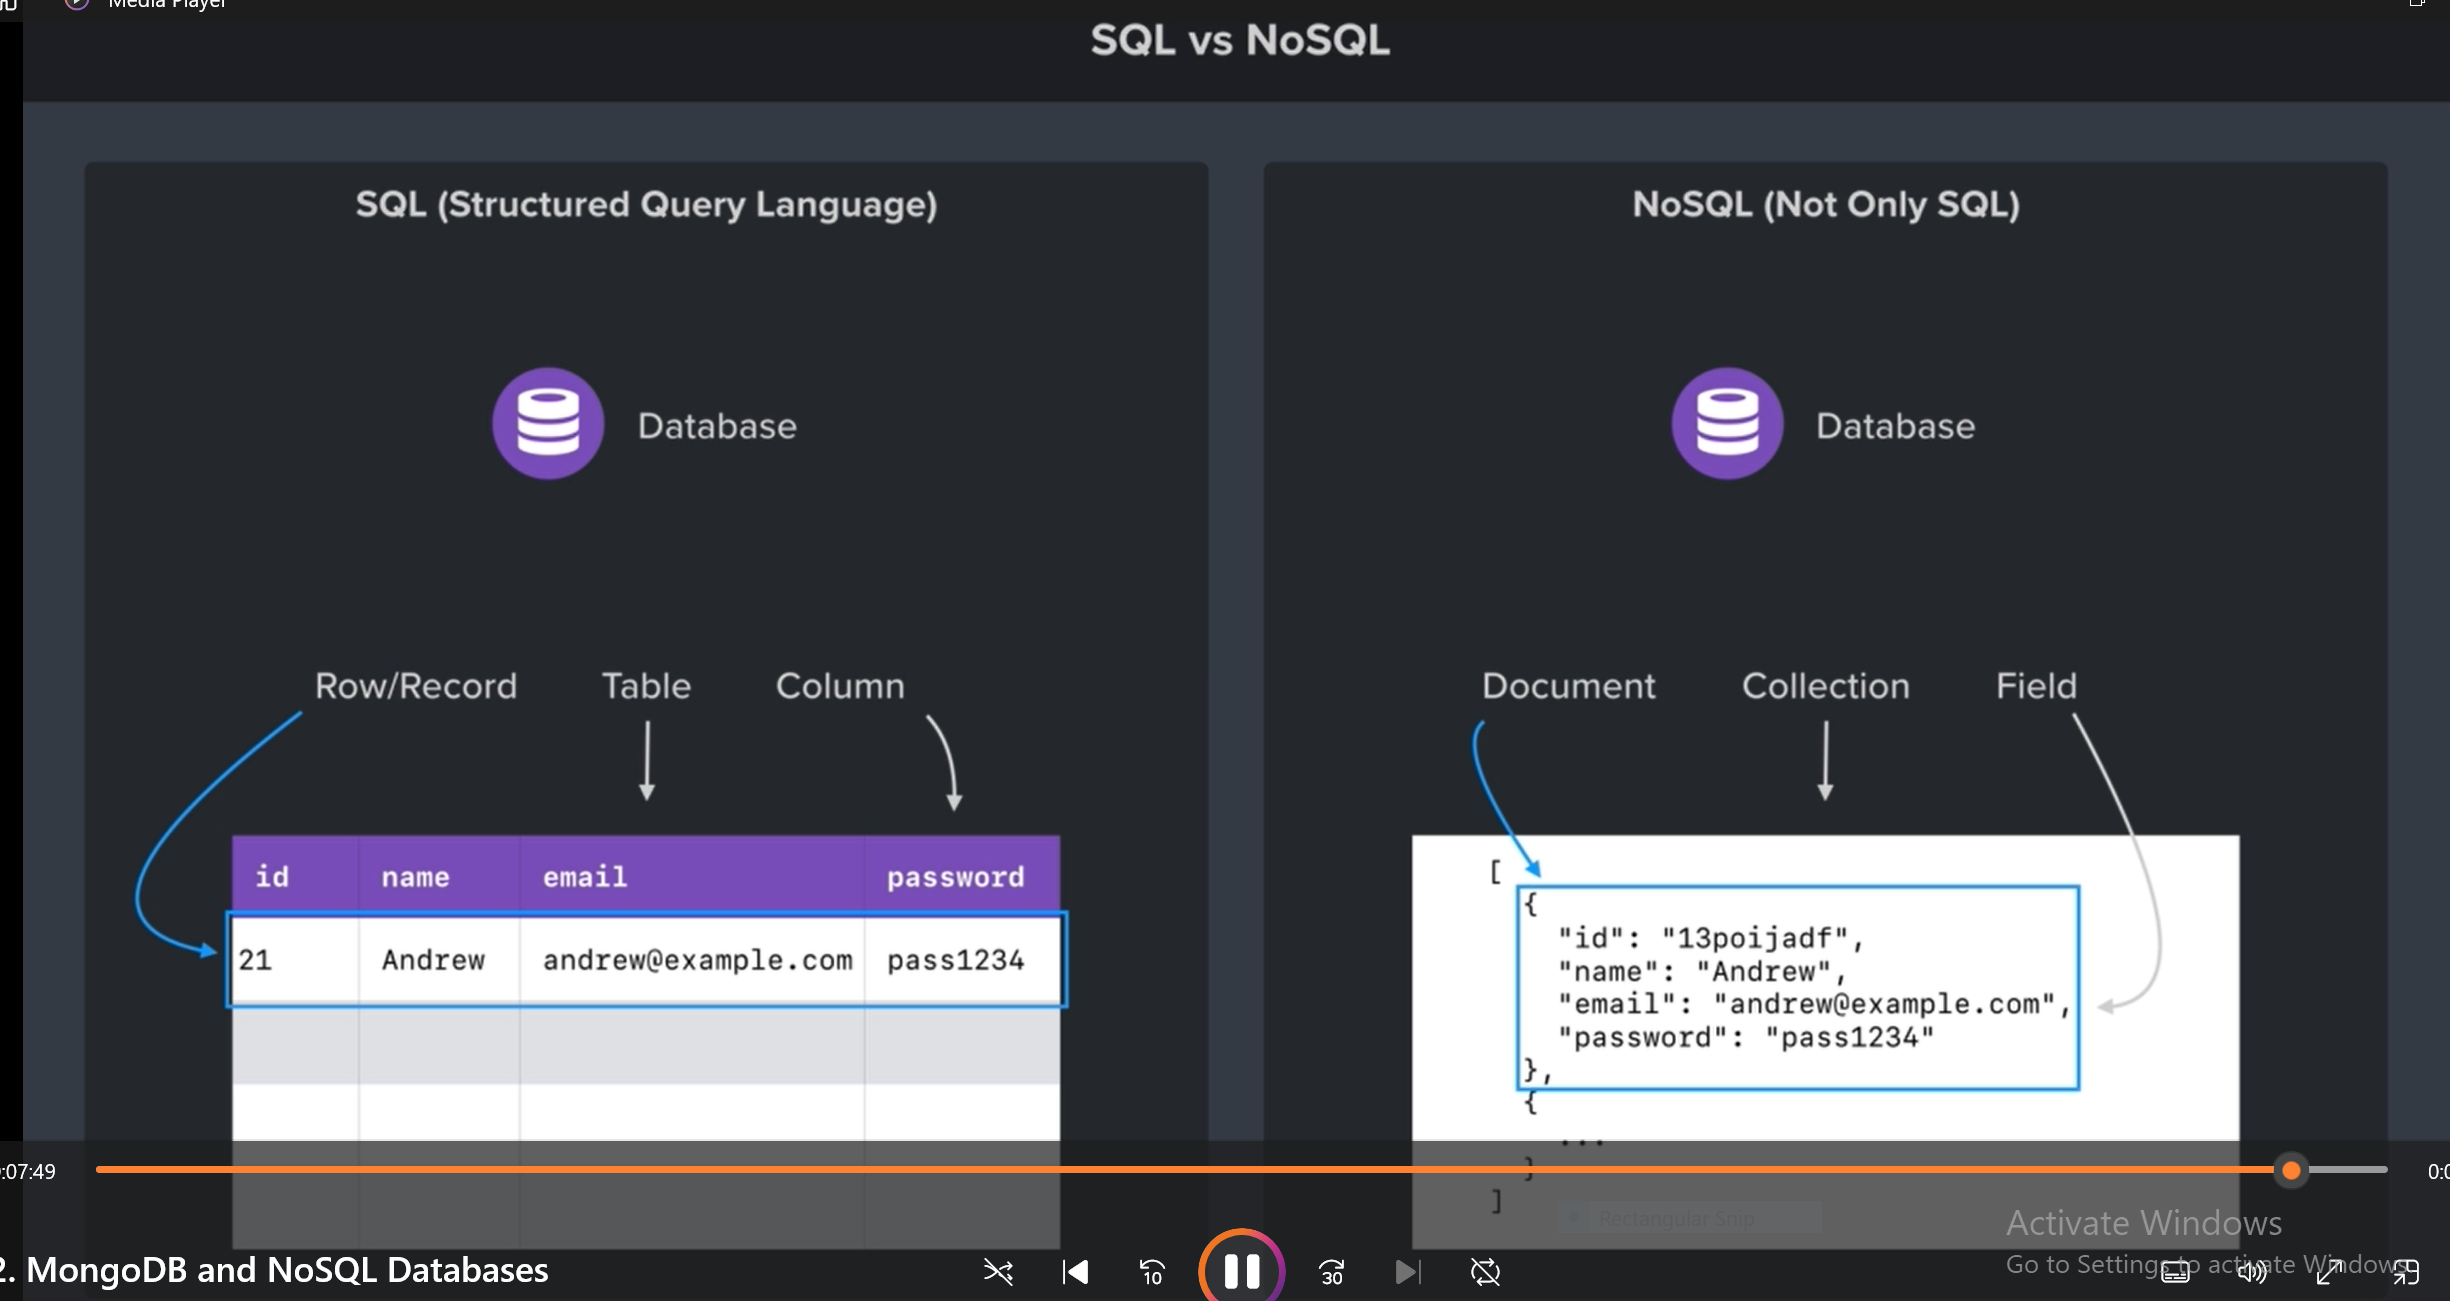 Media Player
SQL vs NoSQL
SQL (Structured Query Language)
Database
Row/Record
Table
Column
id name email password
21 Andrew andrew@example.com pass1234
NoSQL (Not Only SQL)
Database
Document
Collection
Field
[
{
"id": "13poijadf",
"name": "Andrew",
"email": "andrew@example.com",
"password": "pass1234"
},
{
...
}
]
:07:49
0:0
Rectangular Snip
2. MongoDB and NoSQL Databases
10
30
Activate Windows
Go to Settings to activate Windows.